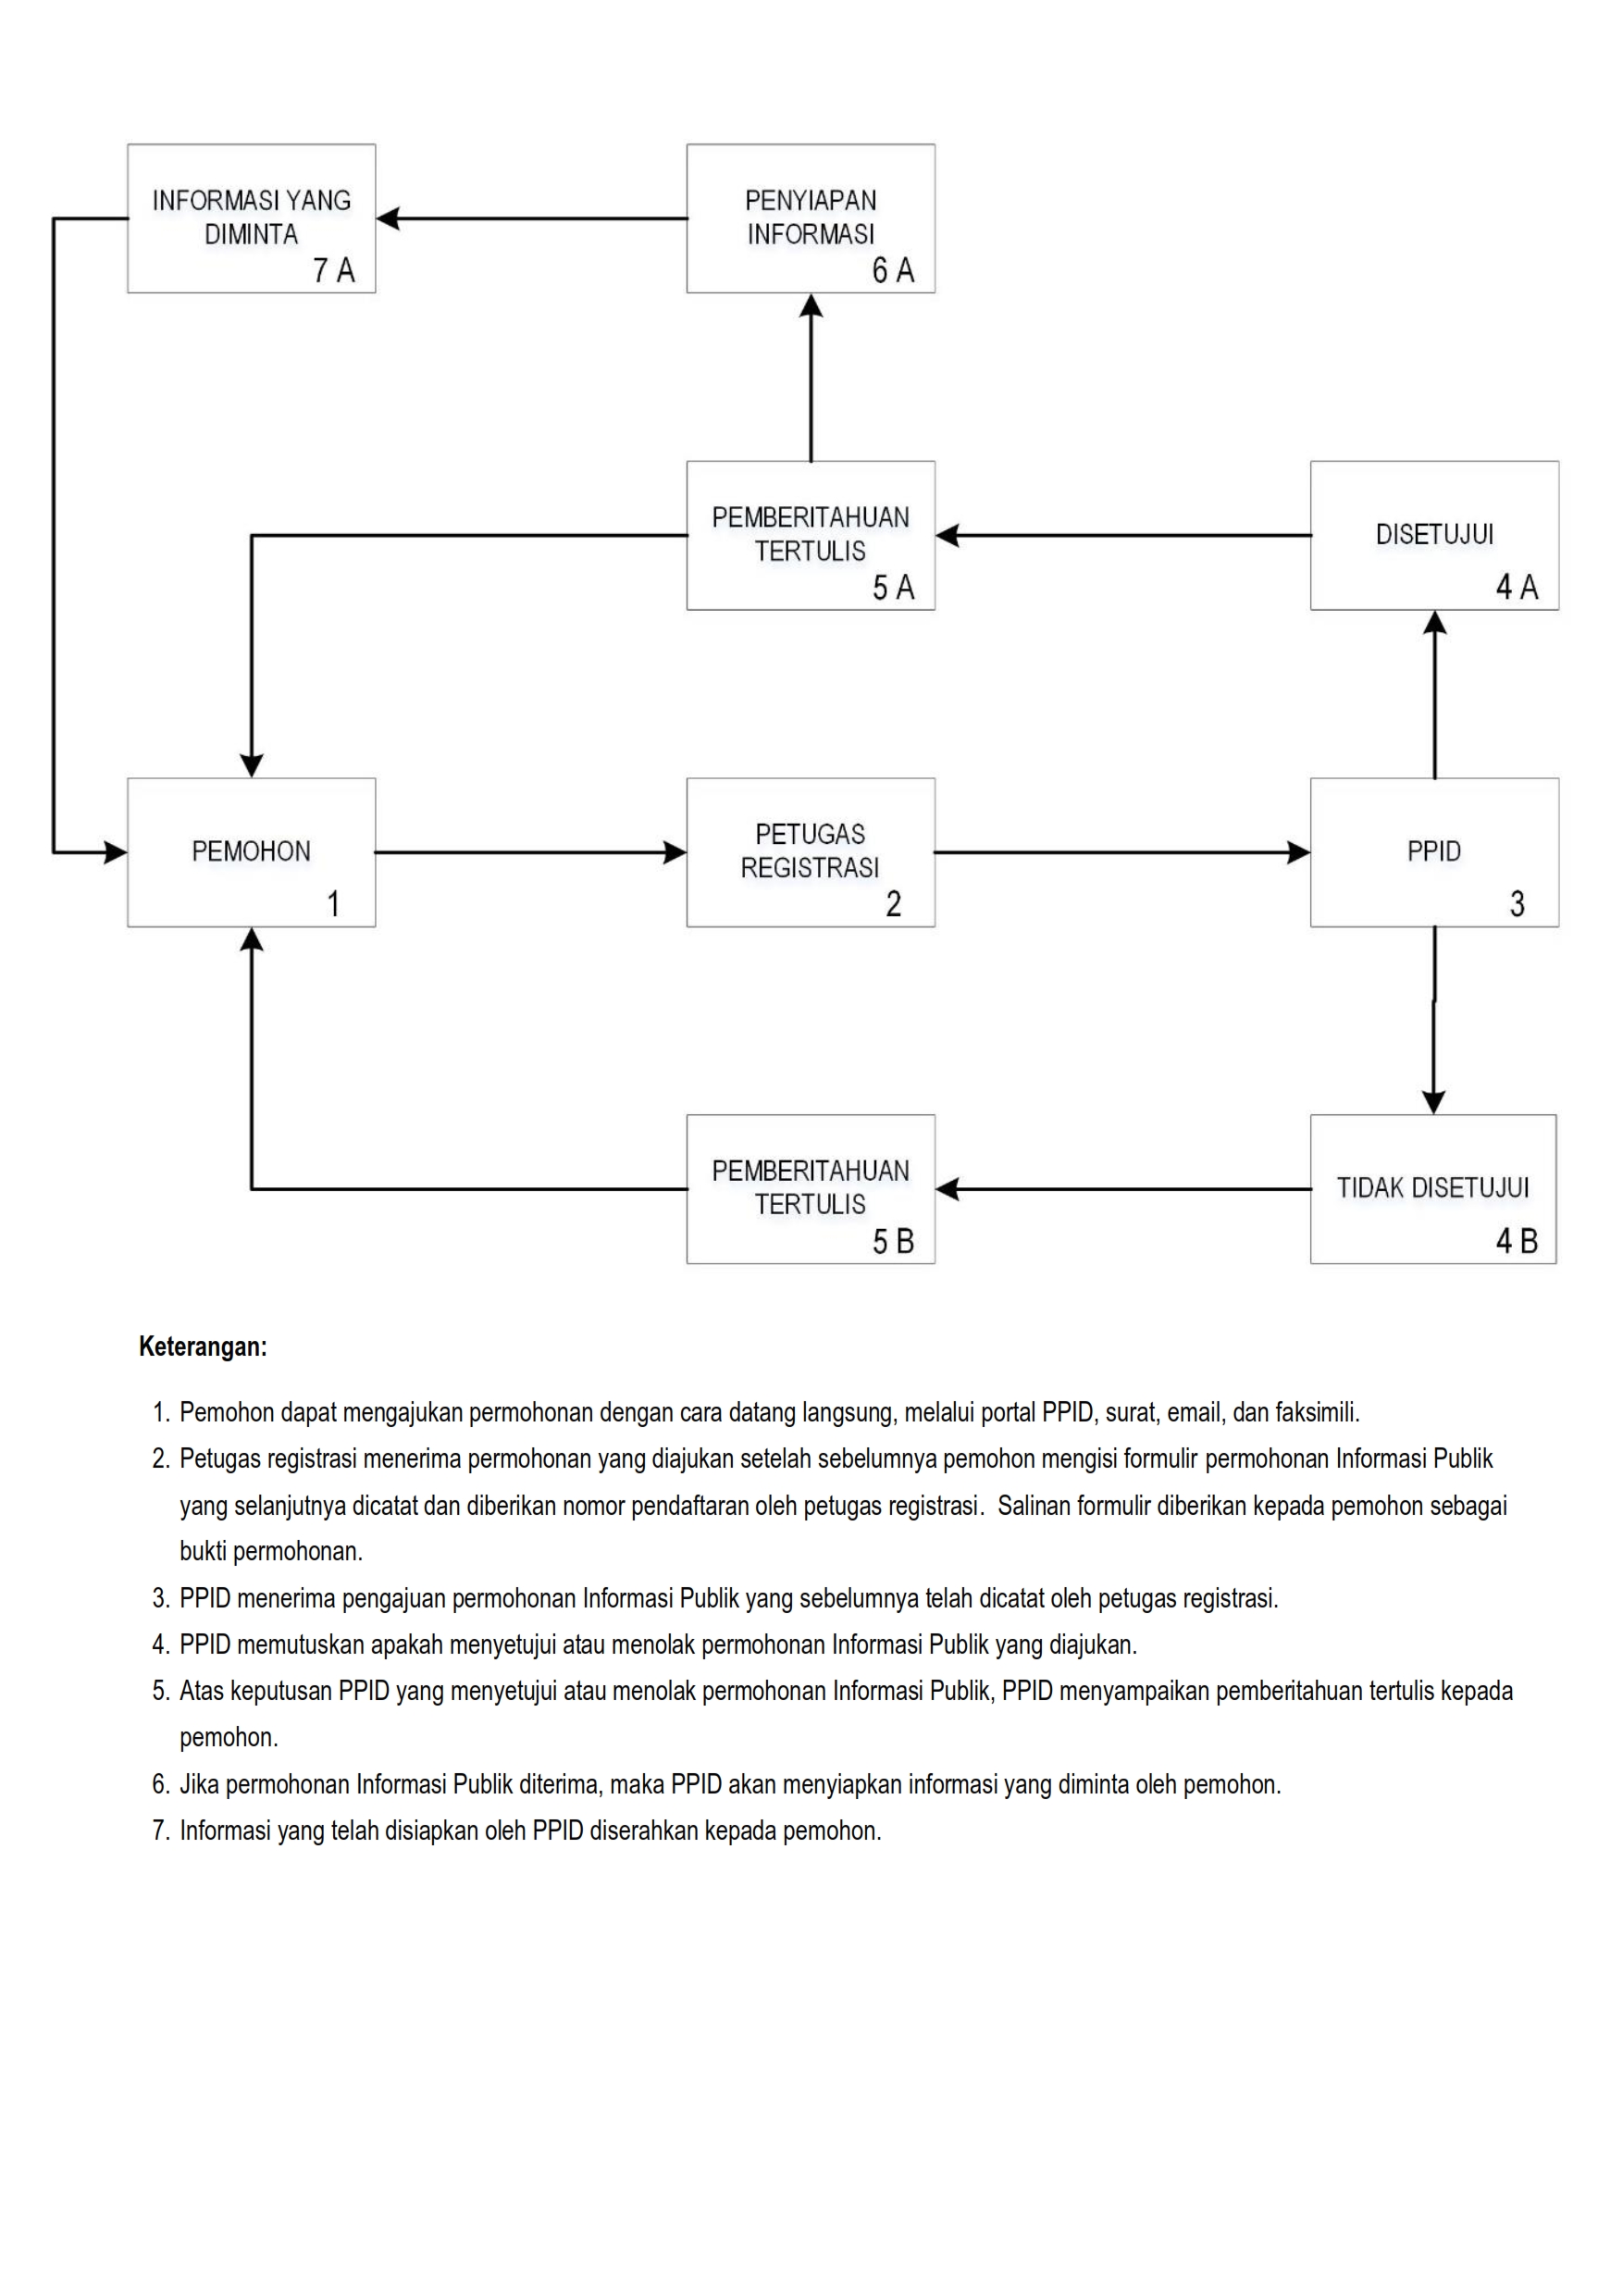 INFORMASI YANG
DIMINTA
7 A
PENYIAPAN
INFORMASI
6 A
PEMBERITAHUAN
TERTULIS
5 A
DISETUJUI
4 A
PEMOHON
1
PETUGAS
REGISTRASI
2
PPID
3
PEMBERITAHUAN
TERTULIS
5 B
TIDAK DISETUJUI
4 B
Keterangan:
1. Pemohon dapat mengajukan permohonan dengan cara datang langsung, melalui portal PPID, surat, email, dan faksimili.
2. Petugas registrasi menerima permohonan yang diajukan setelah sebelumnya pemohon mengisi formulir permohonan Informasi Publik
yang selanjutnya dicatat dan diberikan nomor pendaftaran oleh petugas registrasi. Salinan formulir diberikan kepada pemohon sebagai
bukti permohonan.
3. PPID menerima pengajuan permohonan Informasi Publik yang sebelumnya telah dicatat oleh petugas registrasi.
4. PPID memutuskan apakah menyetujui atau menolak permohonan Informasi Publik yang diajukan.
5. Atas keputusan PPID yang menyetujui atau menolak permohonan Informasi Publik, PPID menyampaikan pemberitahuan tertulis kepada
pemohon.
6. Jika permohonan Informasi Publik diterima, maka PPID akan menyiapkan informasi yang diminta oleh pemohon.
7. Informasi yang telah disiapkan oleh PPID diserahkan kepada pemohon.